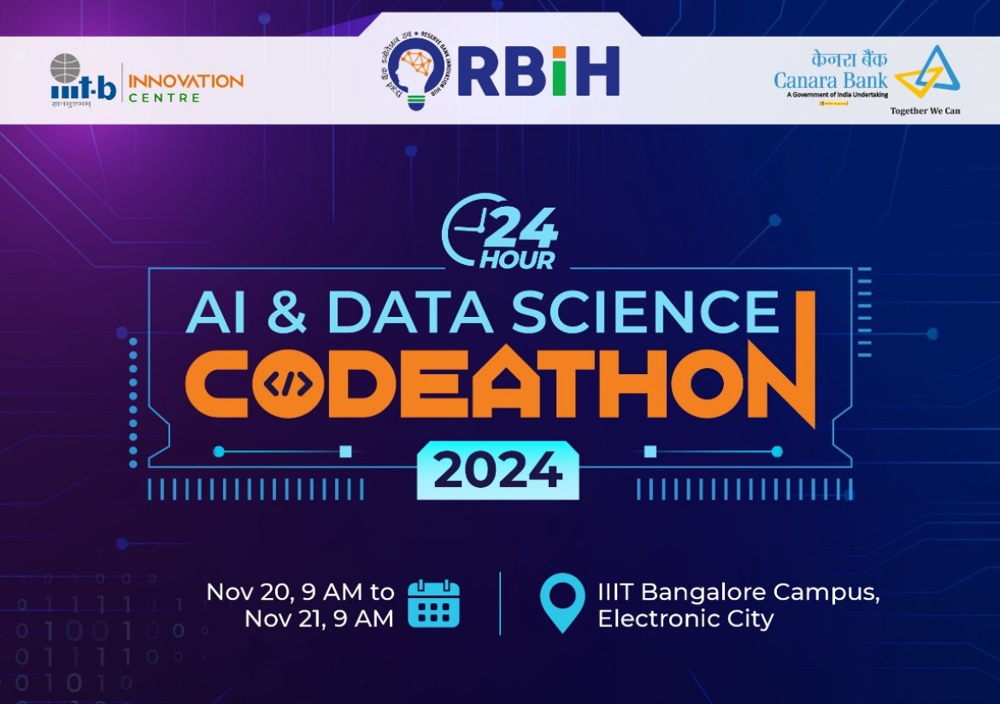 iiit-b
ज्ञानमुत्तमम्
INNOVATION
CENTRE
रिज़र्व बैंक इनोवेशन हब ★ RESERVE BANK INNOVATION HUB
RBiH
केनरा बैंक
Canara Bank
A Government of India Undertaking
Together We Can
24
HOUR
AI & DATA SCIENCE
CODEATHON
</>
2024
Nov 20, 9 AM to
Nov 21, 9 AM
IIIT Bangalore Campus,
Electronic City